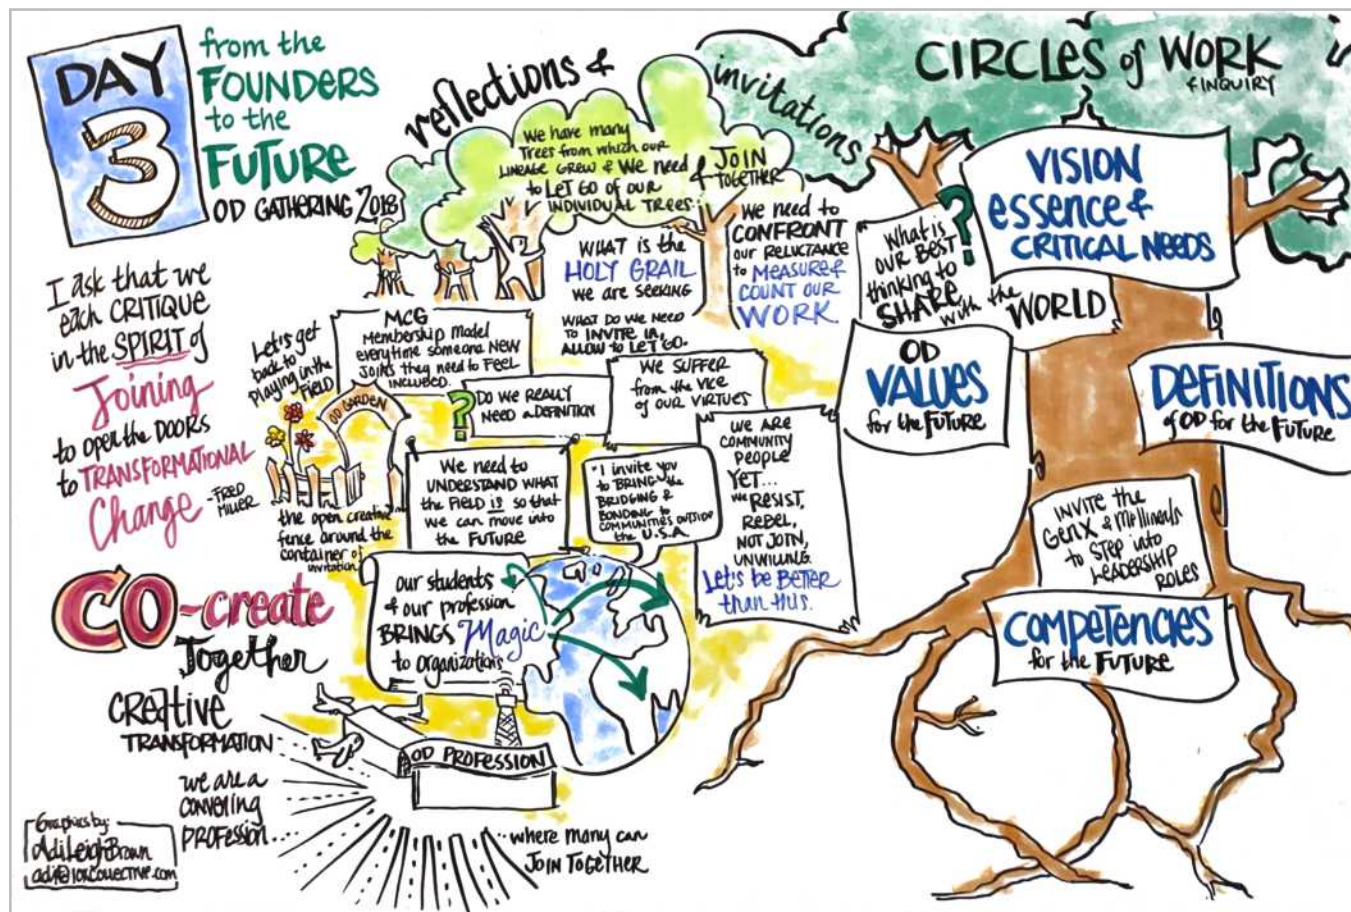 DAY
3
from the
FOUNDERS
to the
FUTURE
OD GATHERING 2018
I ask that we
each CRITIQUE
in the SPIRIT of
Joining
to open the DOORS
to TRANSFORMATIONAL
Change
-FRED
MILLER
CO-create
Together
CREATIVE
TRANSFORMATION
we are a
CONVENING
PROFESSION...
Graphics by:
Adi Leigh Brown
reflections &
invitations
We have many
Trees from which our
LINEAGE GREW & We need
to LET GO OF OUR
INDIVIDUAL TREES
& JOIN
TOGETHER
WHAT is the
HOLY GRAIL
we are SEEKING
WHAT DO WE NEED
to INVITE IN,
ALLOW to LET GO.
We need to
CONFRONT
our RELUCTANCE
to MEASURE &
COUNT OUR
WORK.
MCG
Membership Model
everytime someone NEW
JOINS they need to FEEL
INCLUDED.
Let's get
back to
playing in the
FIELD
OD GARDEN
the open creative
fence around the
container of
invitation
?
DO WE REALLY
NEED A DEFINITION
WE SUFFER
from the VICE
of OUR VIRTUES
We need to
UNDERSTAND WHAT
the FIELD IS so that
we can move into
the FUTURE
"I invite you
to BRING the
BRIDGING &
BONDING to
COMMUNITIES OUTSIDE
the U.S.A.
WE ARE
COMMUNITY
PEOPLE
YET...
we RESIST,
REBEL,
NOT JOIN,
UNWILLING.
Let's be BETTER
than this.
our students
& our profession
BRINGS Magic
to organizations
OD PROFESSION
..where many can
JOIN TOGETHER
CIRCLES of WORK
& INQUIRY
VISION
essence &
CRITICAL NEEDS
?
"What is
OUR BEST
thinking to
SHARE
with the
WORLD
OD
VALUES
for the FUTURE
DEFINITIONS
of OD for the FUTURE
INVITE the
GenX & Millineals
to STEP into
LEADERSHIP
ROLES
COMPETENCIES
for the FUTURE